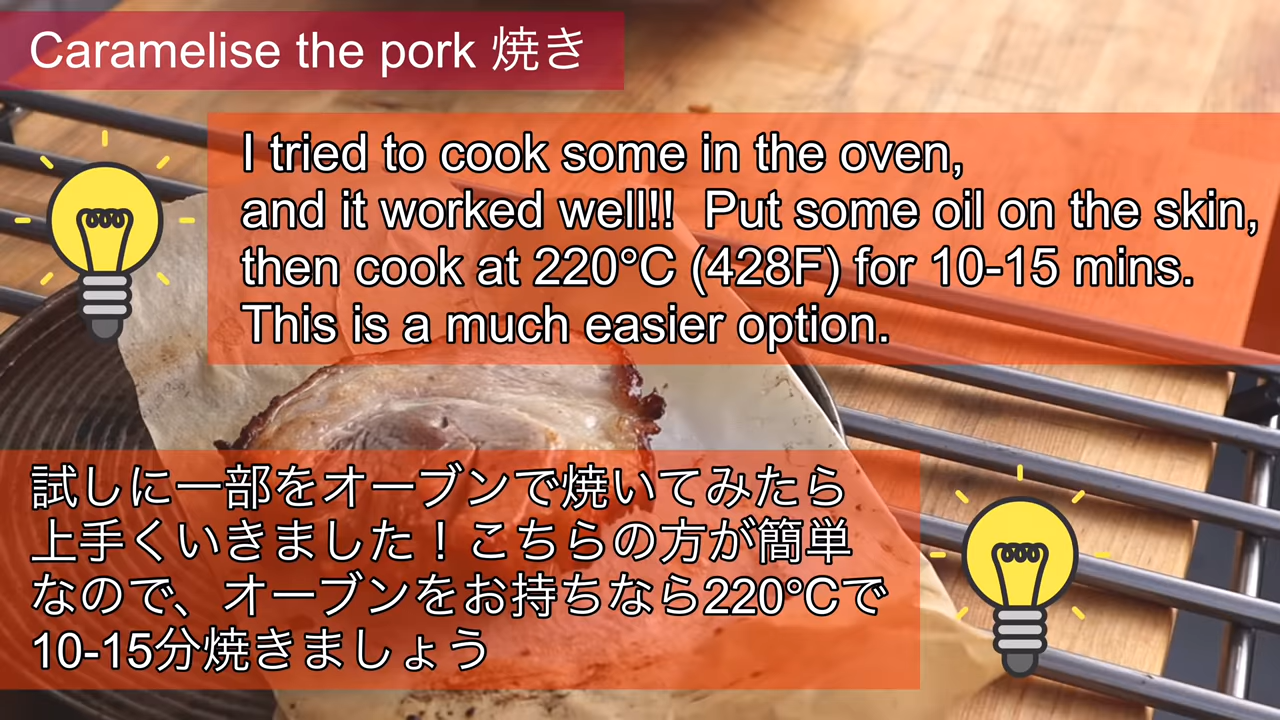 Caramelise the pork 焼き
I tried to cook some in the oven,
and it worked well!! Put some oil on the skin,
then cook at 220°C (428F) for 10-15 mins.
This is a much easier option.
試しに一部をオーブンで焼いてみたら
上手くいきました！こちらの方が簡単
なので、オーブンをお持ちなら220°Cで
10-15分焼きましょう